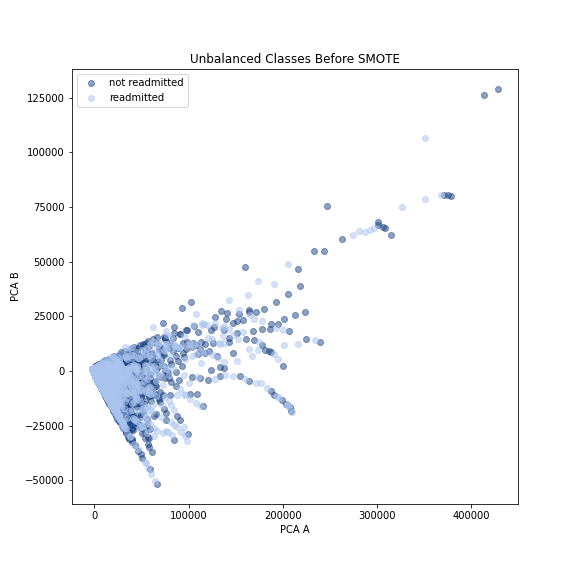 Unbalanced Classes Before SMOTE
not readmitted
readmitted
125000
100000
75000
50000
25000
0
−25000
−50000
PCA B
0 100000 200000 300000 400000
PCA A